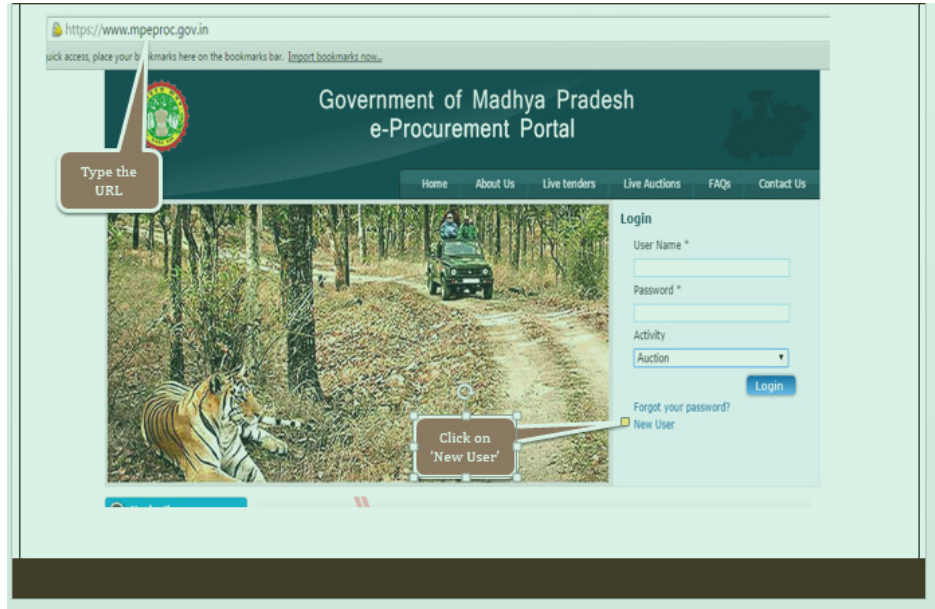 https://www.mpeproc.gov.in
quick access, place your bookmarks here on the bookmarks bar. Import bookmarks now...
Government of Madhya Pradesh
e-Procurement Portal
Type the
URL
Home About Us Live tenders Live Auctions FAQs Contact Us
Login
User Name *
Password *
Activity
Auction
Login
Forgot your password?
New User
Click on
'New User'